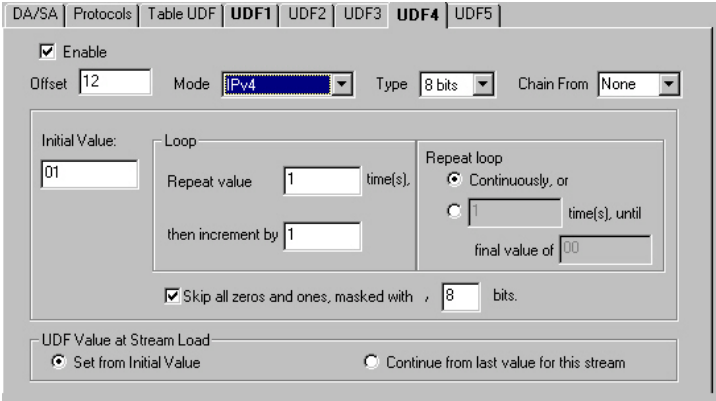 DA/SA Protocols Table UDF UDF1 UDF2 UDF3 UDF4 UDF5
Enable
Offset 12 Mode IPv4 Type 8 bits Chain From None
Initial Value:
01
Loop
Repeat value 1 time(s),
then increment by 1
Repeat loop
Continuously, or
1 time(s), until
final value of 00
Skip all zeros and ones, masked with , 8 bits.
UDF Value at Stream Load
Set from Initial Value Continue from last value for this stream